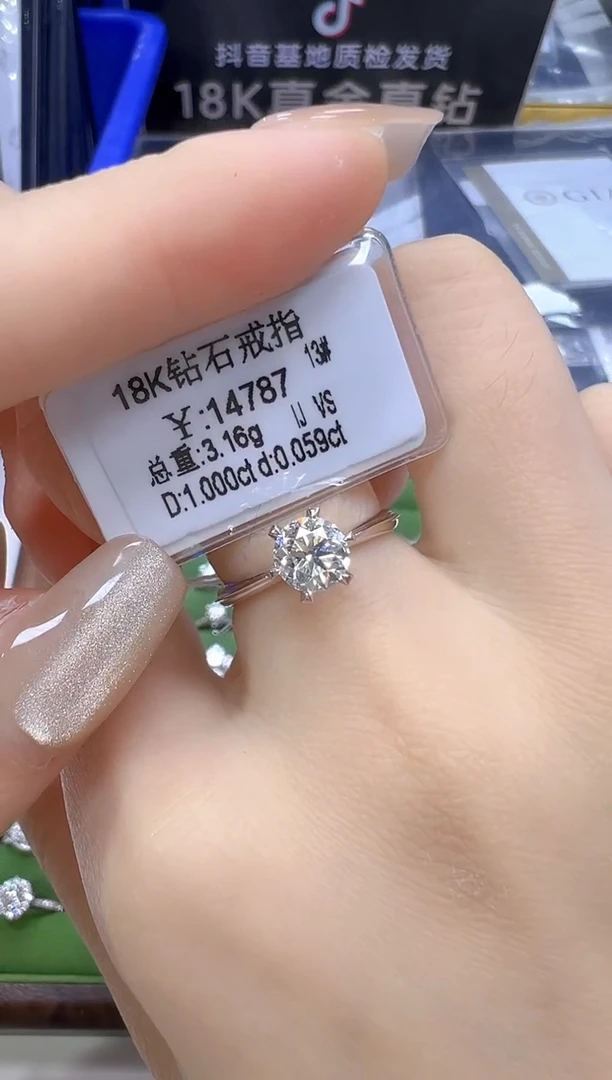 抖音基地质检发货
18K真金真钻
18K钻石戒指
13#
¥:14787
总重:3.16g IJ VS
D:1.000ct d:0.059ct